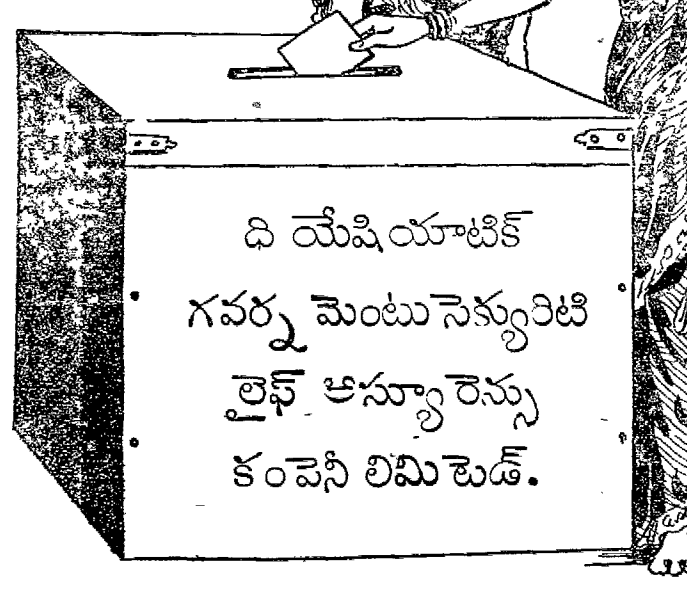 ది యేషియాటిక్
గవర్న మెంటు సెక్యురిటి
లైఫ్ అస్యూరెన్సు
కంపెనీ లిమిటెడ్.